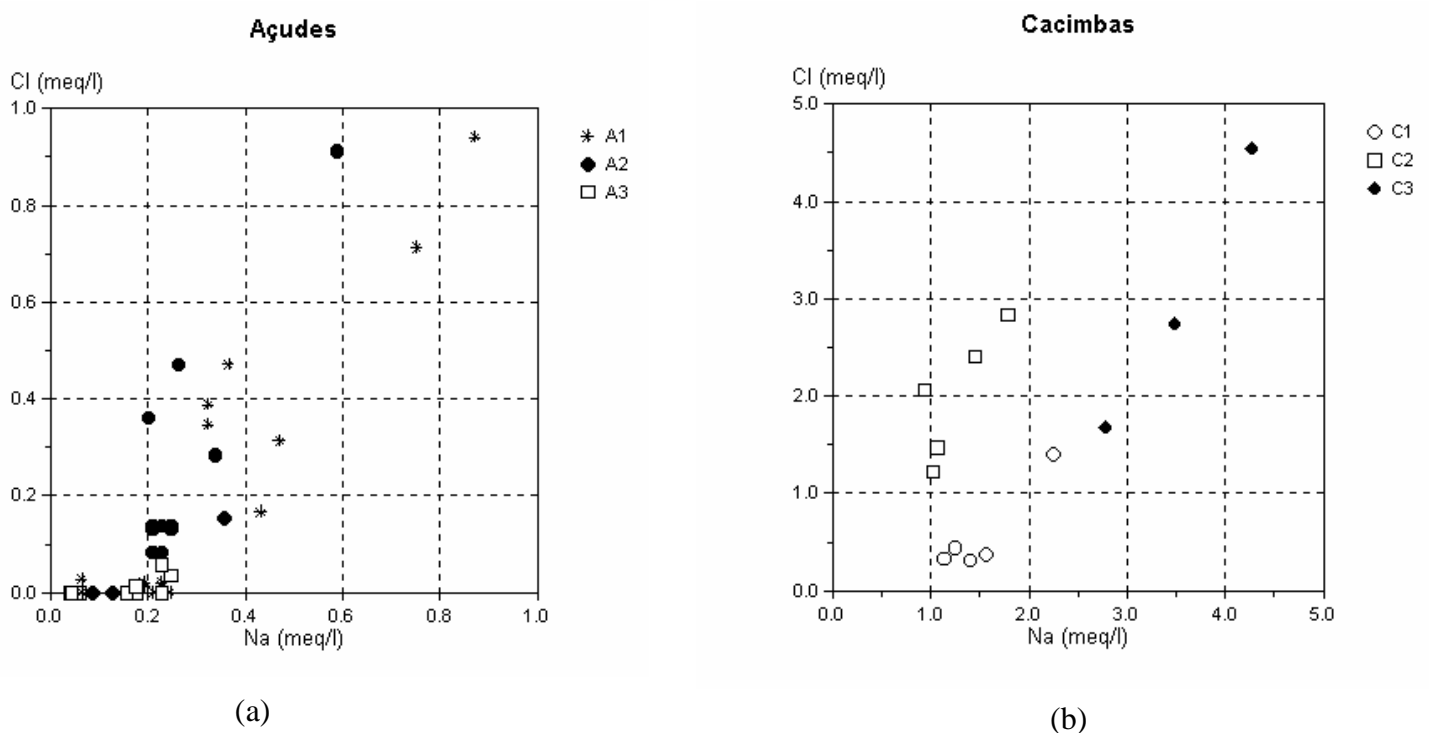 Açudes
Cl (meq/l)
1.0
0.8
0.6
0.4
0.2
0.0
0.0 0.2 0.4 0.6 0.8 1.0
Na (meq/l)
A1
A2
A3
(a)
Cacimbas
Cl (meq/l)
5.0
4.0
3.0
2.0
1.0
0.0
0.0 1.0 2.0 3.0 4.0 5.0
Na (meq/l)
C1
C2
C3
(b)